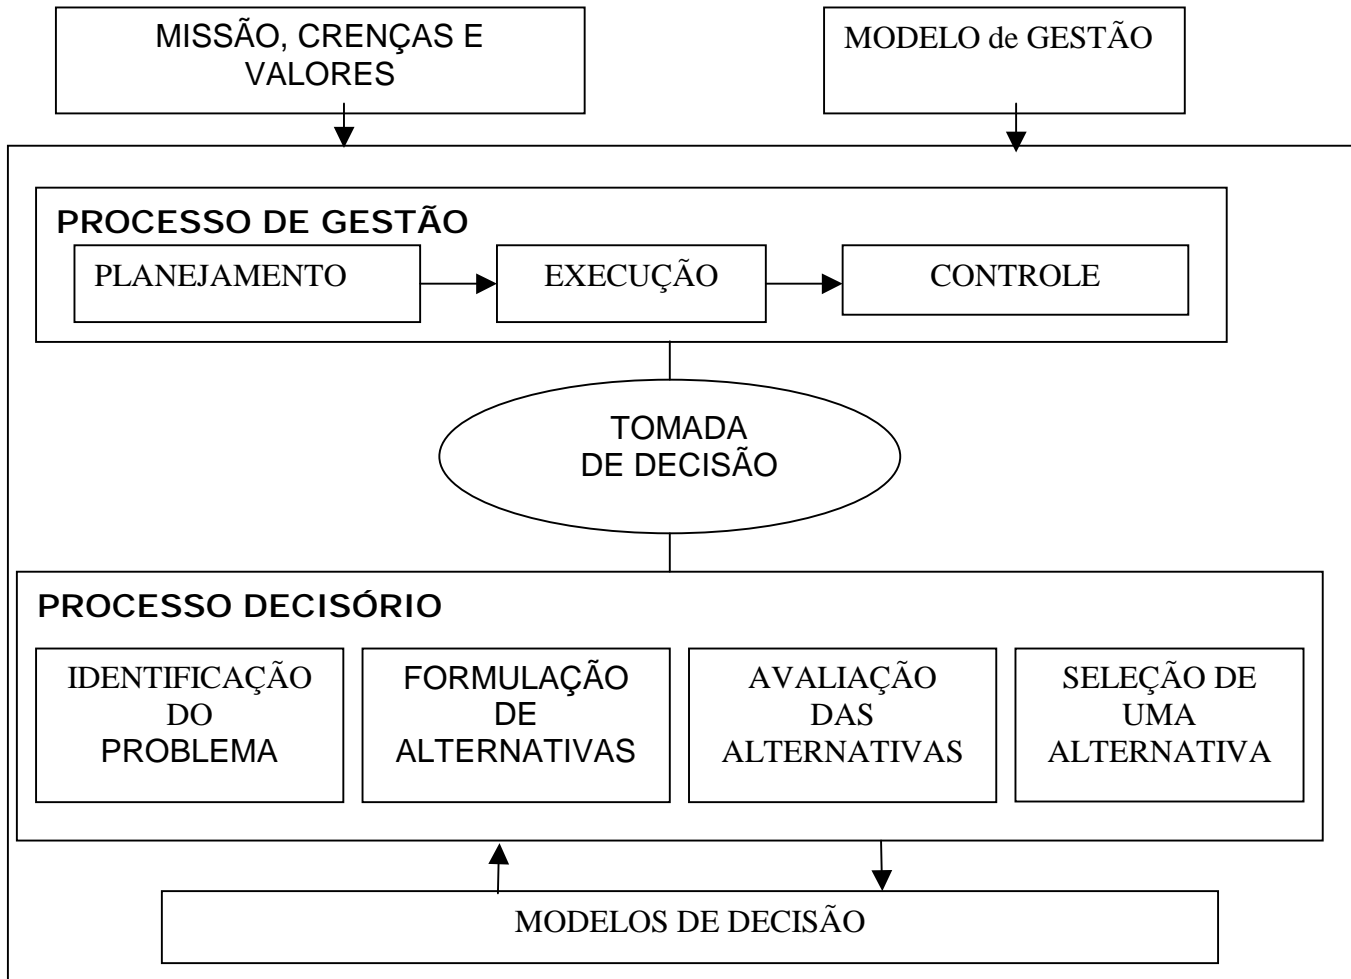 MISSÃO, CRENÇAS E
VALORES
MODELO de GESTÃO
PROCESSO DE GESTÃO
PLANEJAMENTO
EXECUÇÃO
CONTROLE
TOMADA
DE DECISÃO
PROCESSO DECISÓRIO
IDENTIFICAÇÃO
DO
PROBLEMA
FORMULAÇÃO
DE
ALTERNATIVAS
AVALIAÇÃO
DAS
ALTERNATIVAS
SELEÇÃO DE
UMA
ALTERNATIVA
MODELOS DE DECISÃO